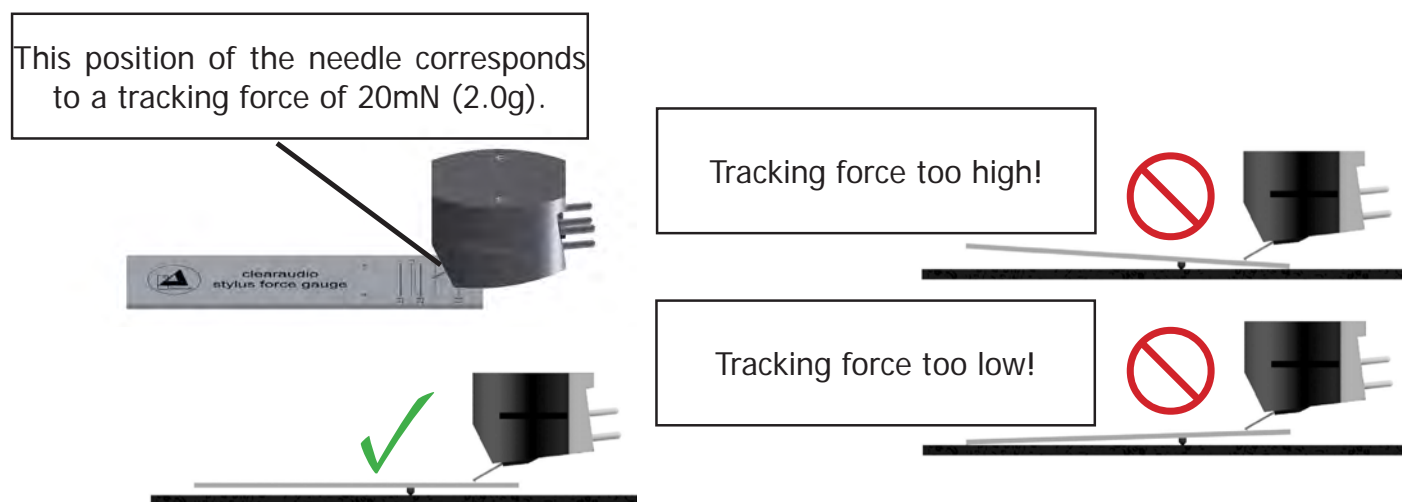 This position of the needle corresponds
to a tracking force of 20mN (2.0g).
Tracking force too high!
clearaudio
stylus force gauge
Tracking force too low!